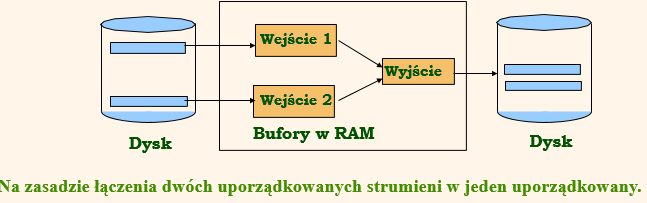 Wejście 1
Wyjście
Wejście 2
Dysk
Bufory w RAM
Dysk
Na zasadzie łączenia dwóch uporządkowanych strumieni w jeden uporządkowany.